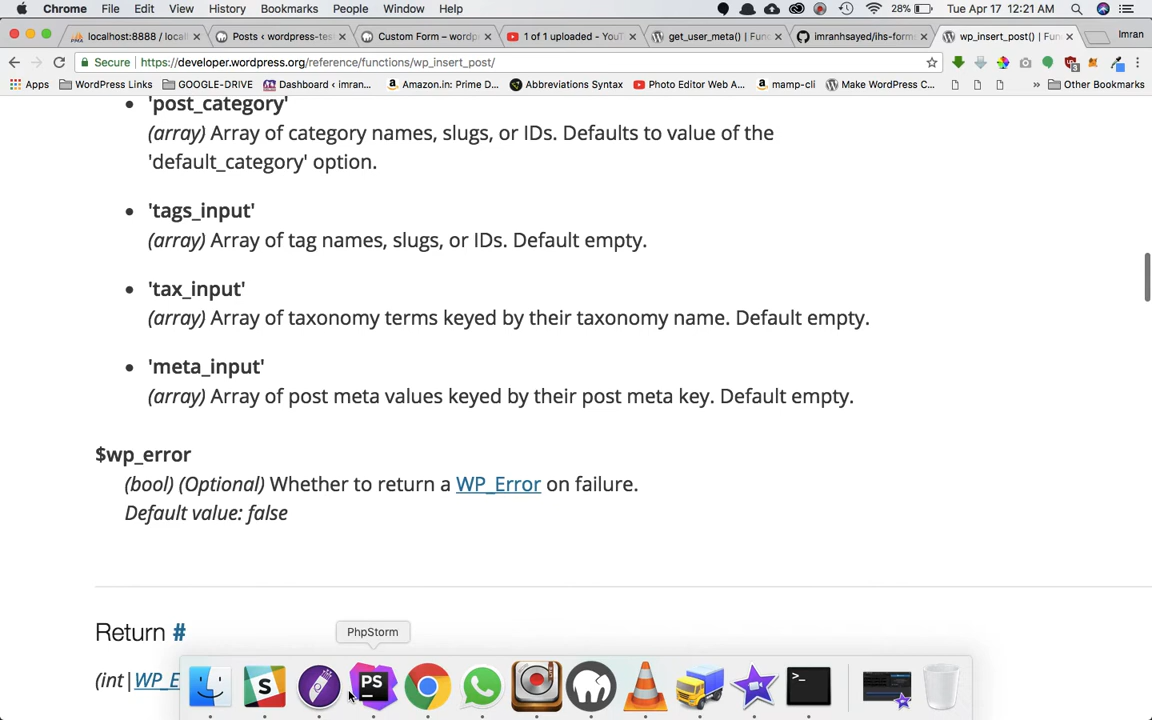 Chrome File Edit View History Bookmarks People Window Help 28% Tue Apr 17 12:21 AM
localhost:8888 / locall Posts ‹ wordpress-tes Custom Form – wordp 1 of 1 uploaded - YouT get_user_meta() | Func imranhsayed/ihs-form wp_insert_post() | Fun Imran
Secure https://developer.wordpress.org/reference/functions/wp_insert_post/
Apps WordPress Links GOOGLE-DRIVE Dashboard ‹ imran... Amazon.in: Prime D... Abbreviations Syntax Photo Editor Web A... mamp-cli Make WordPress C... » Other Bookmarks
'post_category'
(array) Array of category names, slugs, or IDs. Defaults to value of the
'default_category' option.
'tags_input'
(array) Array of tag names, slugs, or IDs. Default empty.
'tax_input'
(array) Array of taxonomy terms keyed by their taxonomy name. Default empty.
'meta_input'
(array) Array of post meta values keyed by their post meta key. Default empty.
$wp_error
(bool) (Optional) Whether to return a WP_Error on failure.
Default value: false
Return #
PhpStorm
(int|WP_E
S
PS
>_